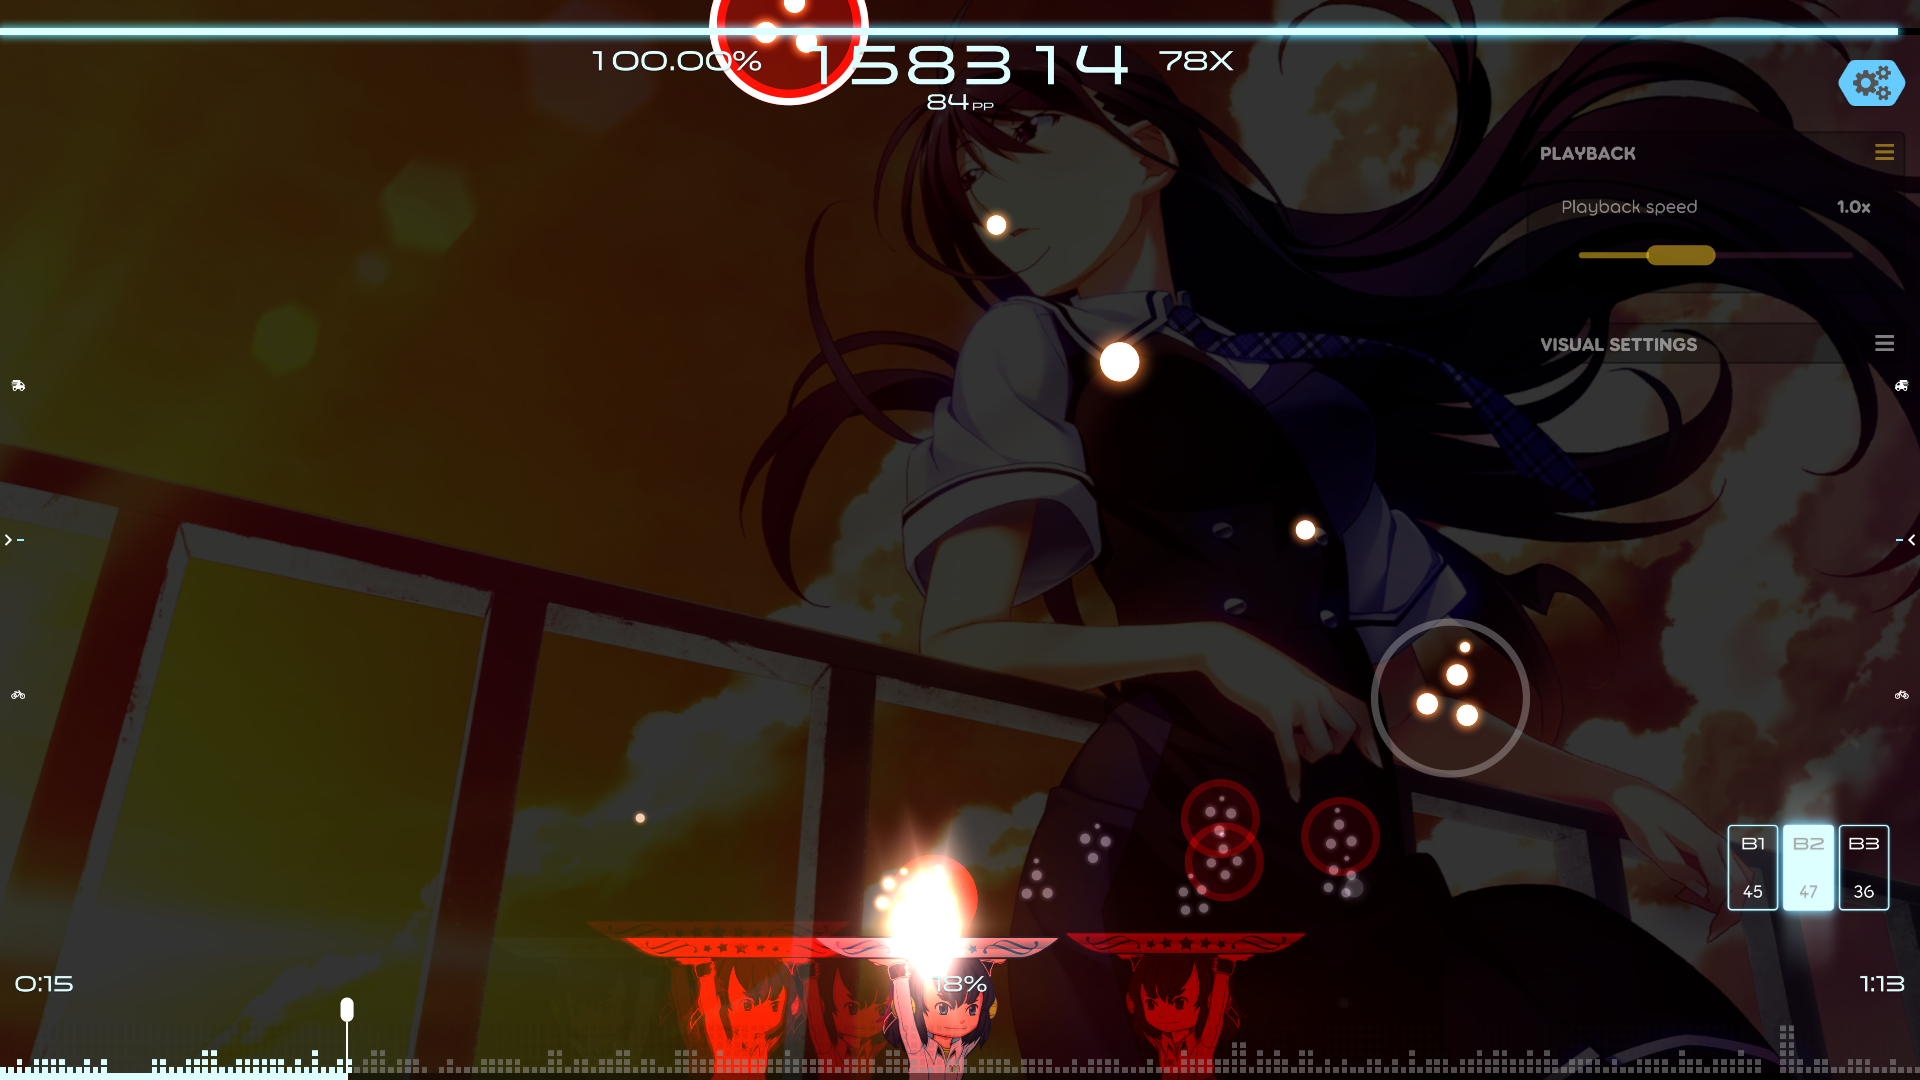 100.00% 158314 78X
84PP
PLAYBACK
Playback speed 1.0x
VISUAL SETTINGS
B1 B2 B3
45 47 36
0:15 18% 1:13